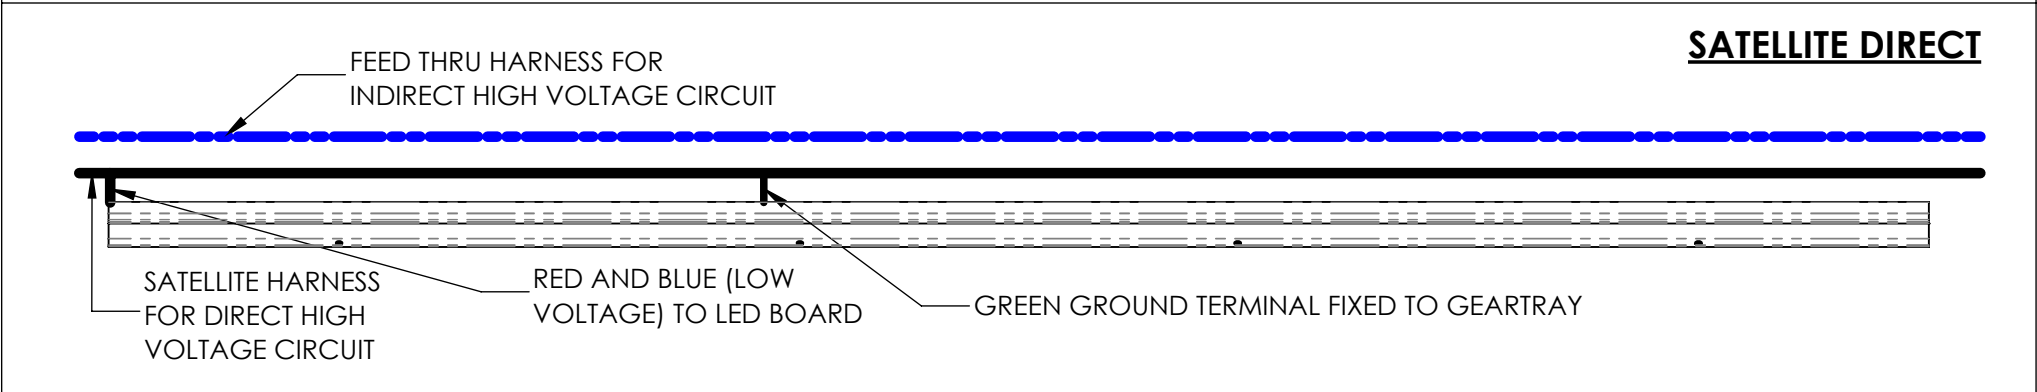 SATELLITE DIRECT
FEED THRU HARNESS FOR
INDIRECT HIGH VOLTAGE CIRCUIT
SATELLITE HARNESS
FOR DIRECT HIGH
VOLTAGE CIRCUIT
RED AND BLUE (LOW
VOLTAGE) TO LED BOARD
GREEN GROUND TERMINAL FIXED TO GEARTRAY